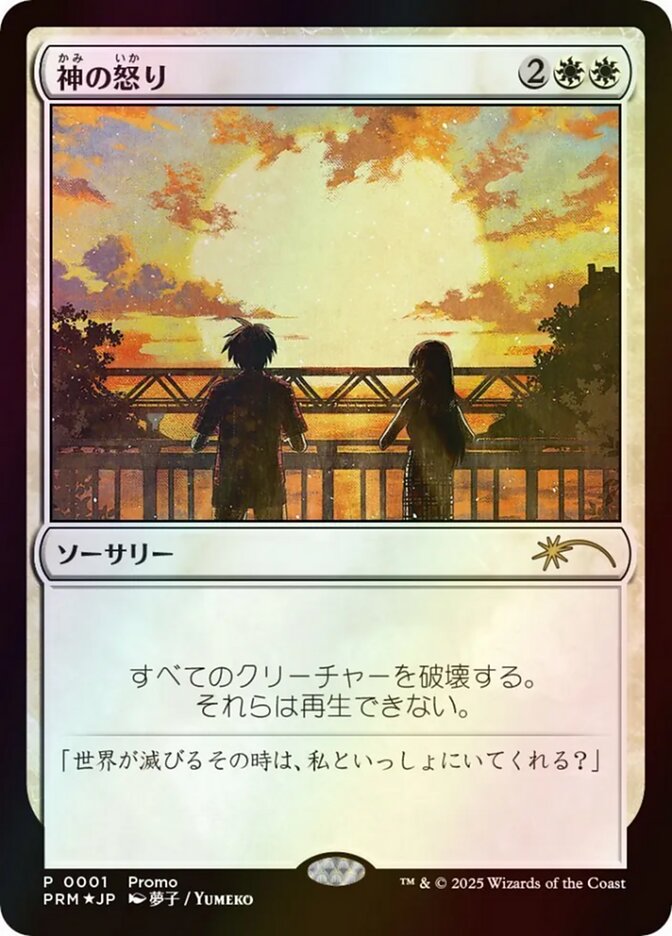 かみ いか
神の怒り 2
ソーサリー
すべてのクリーチャーを破壊する。
それらは再生できない。
「世界が滅びるその時は、私といっしょにいてくれる?」
P 0001 Promo
PRM★JP 夢子 / YUMEKO
™ & © 2025 Wizards of the Coast